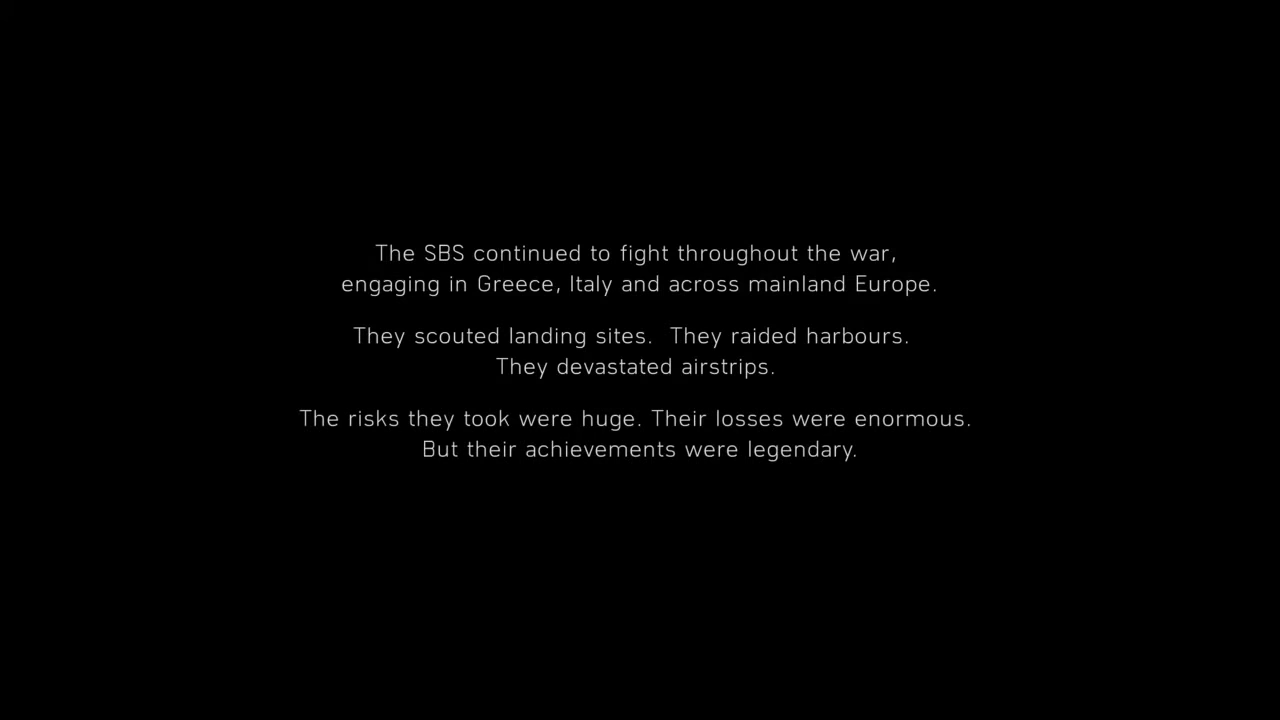 The SBS continued to fight throughout the war,
engaging in Greece, Italy and across mainland Europe.
They scouted landing sites.  They raided harbours.
They devastated airstrips.
The risks they took were huge. Their losses were enormous.
But their achievements were legendary.